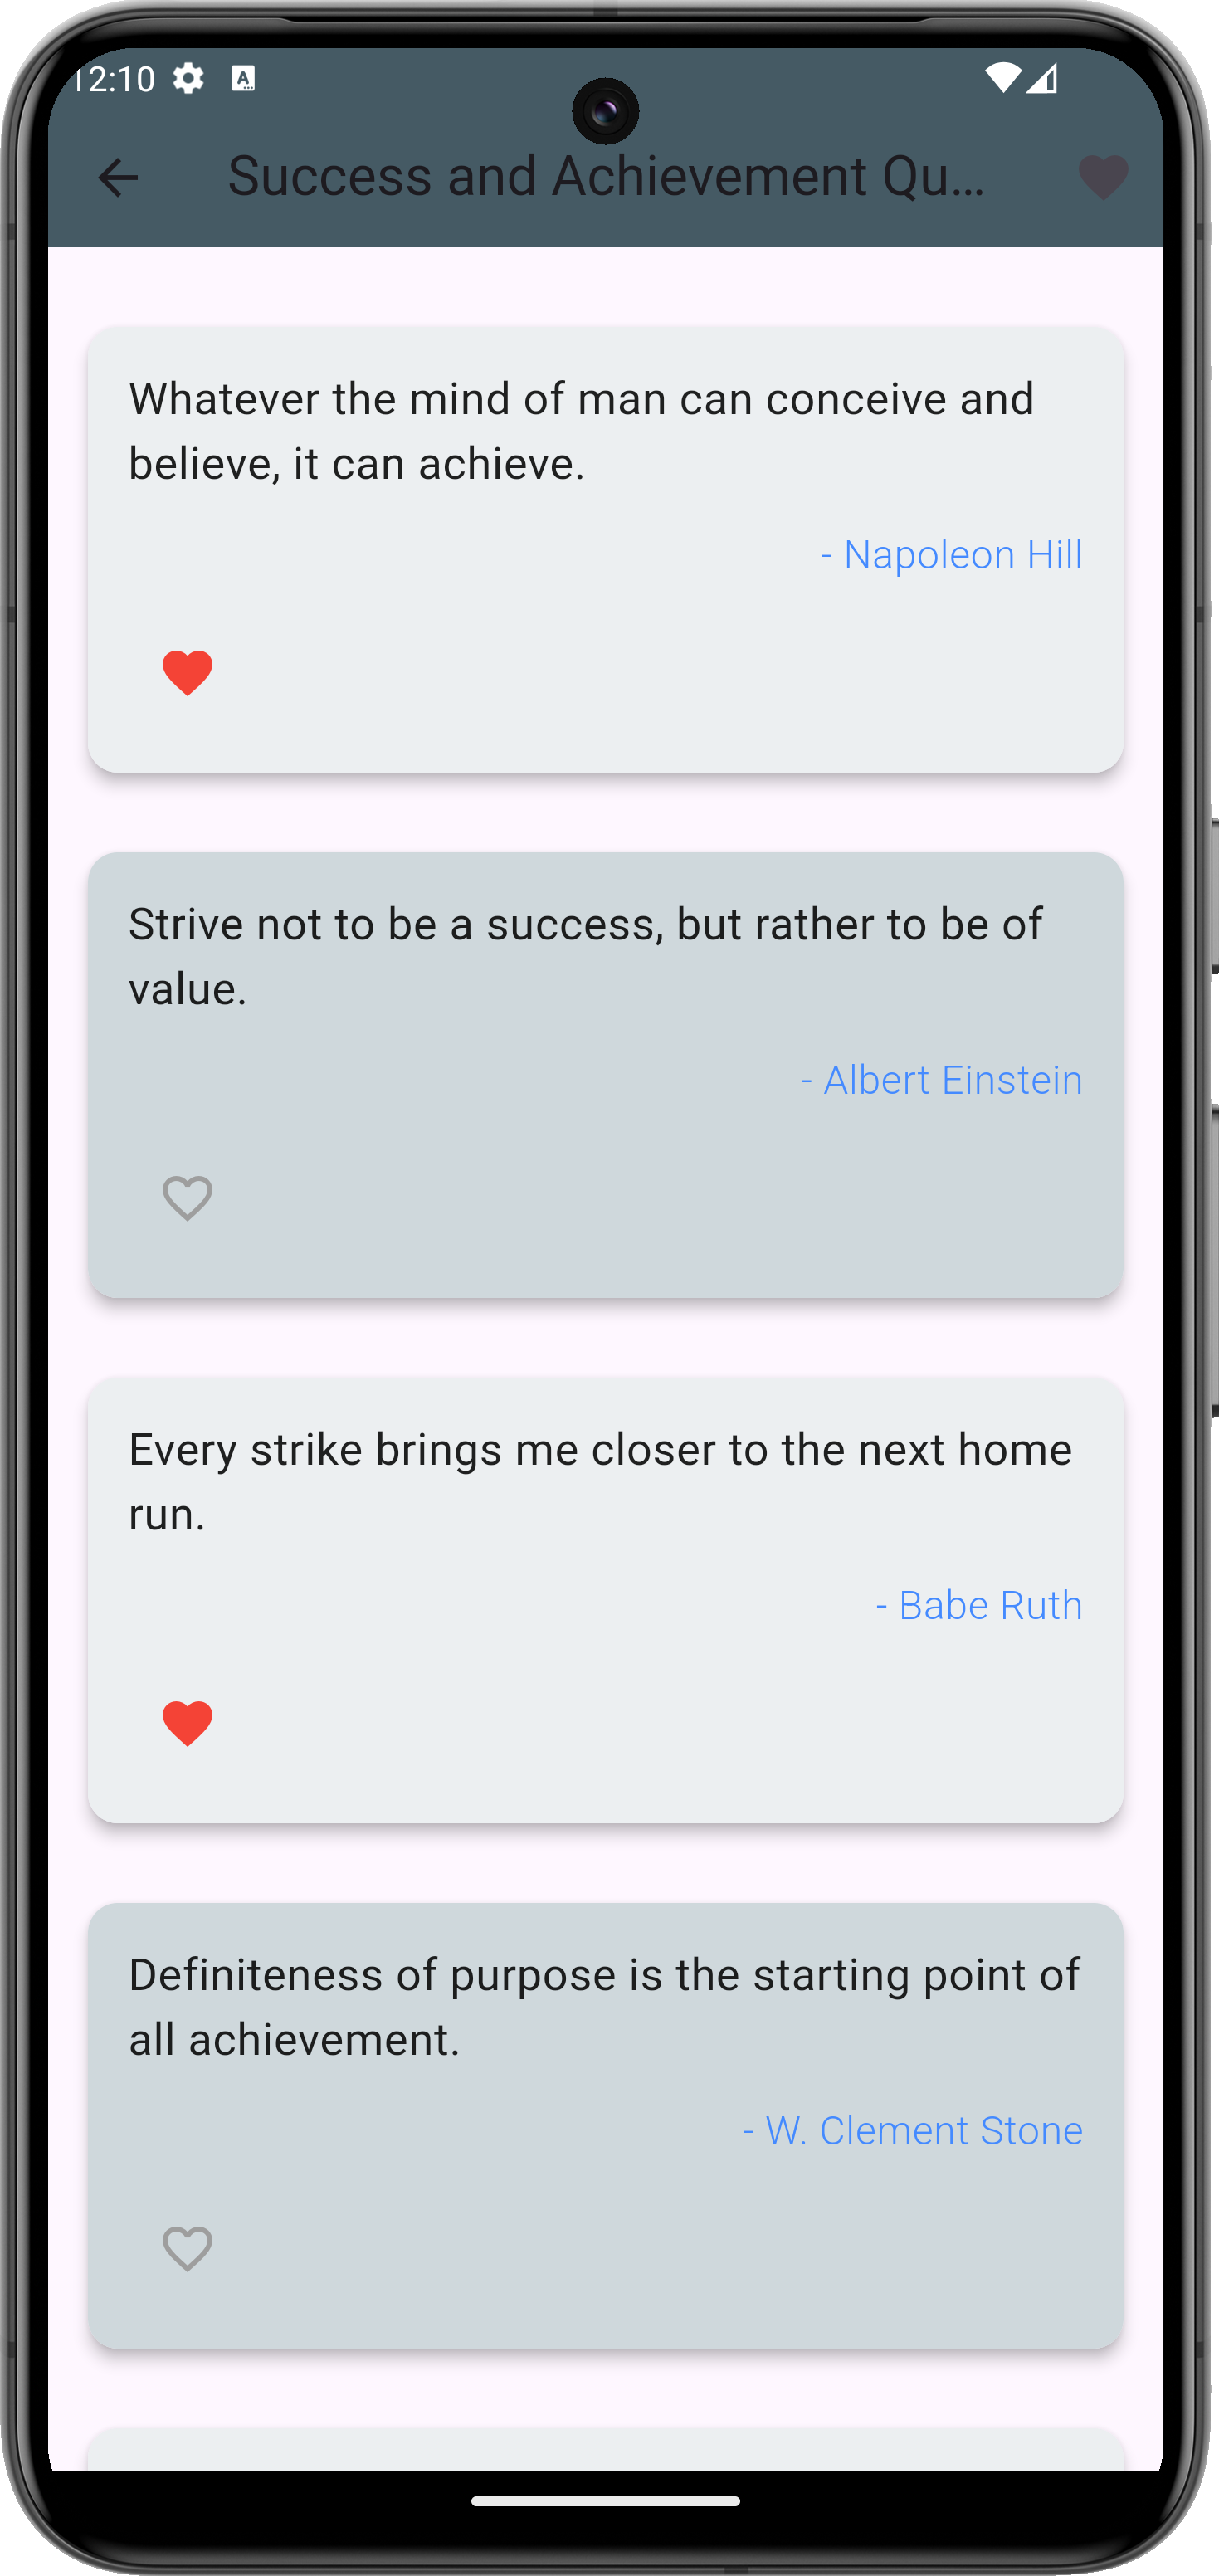 12:10
Success and Achievement Qu...
Whatever the mind of man can conceive and
believe, it can achieve.
- Napoleon Hill
Strive not to be a success, but rather to be of
value.
- Albert Einstein
Every strike brings me closer to the next home
run.
- Babe Ruth
Definiteness of purpose is the starting point of
all achievement.
- W. Clement Stone